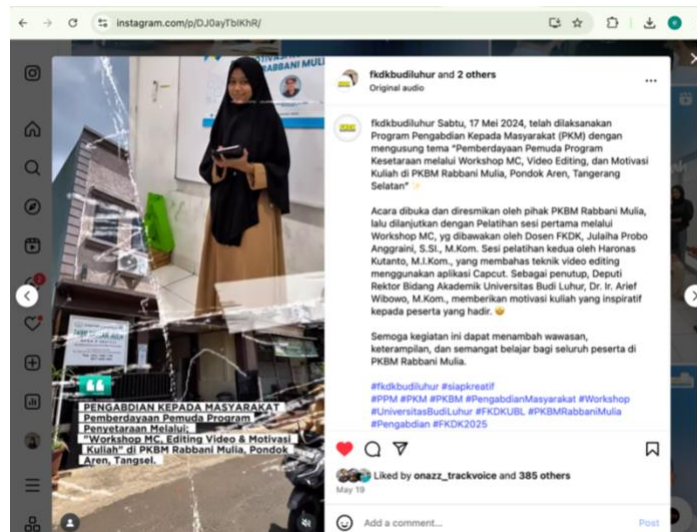 instagram.com/p/DJ0ayTblKhR/
RABBANI MULIA
fkdkbudiluhur and 2 others
Original audio
fkdkbudiluhur Sabtu, 17 Mei 2024, telah dilaksanakan
Program Pengabdian Kepada Masyarakat (PKM) dengan
mengusung tema "Pemberdayaan Pemuda Program
Kesetaraan melalui Workshop MC, Video Editing, dan Motivasi
Kuliah" di PKBM Rabbani Mulia, Pondok Aren, Tangerang
Selatan" ✨
Acara dibuka dan diresmikan oleh pihak PKBM Rabbani Mulia,
lalu dilanjutkan dengan Pelatihan sesi pertama melalui
Workshop MC, yg dibawakan oleh Dosen FKDK, Julaiha Probo
Anggraini, S.SI., M.Kom. Sesi pelatihan kedua oleh Haronas
Kutanto, M.I.Kom., yang membahas teknik video editing
menggunakan aplikasi Capcut. Sebagai penutup, Deputi
Rektor Bidang Akademik Universitas Budi Luhur, Dr. Ir. Arief
Wibowo, M.Kom., memberikan motivasi kuliah yang inspiratif
kepada peserta yang hadir. 🤩
Semoga kegiatan ini dapat menambah wawasan,
keterampilan, dan semangat belajar bagi seluruh peserta di
PKBM Rabbani Mulia.
#fkdkbudiluhur #siapkreatif
#PPM #PKM #PKBM #PengabdianMasyarakat #Workshop
#UniversitasBudiLuhur #FKDKUBL #PKBMRabbaniMulia
#Pengabdian #FKDK2025
PENGABDIAN KEPADA MASYARAKAT
Pemberdayaan Pemuda Program
Penyetaraan Melalui;
"Workshop MC, Editing Video & Motivasi
Kuliah" di PKBM Rabbani Mulia, Pondok
Aren, Tangsel.
Liked by onazz_trackvoice and 385 others
May 19
Add a comment...
Post